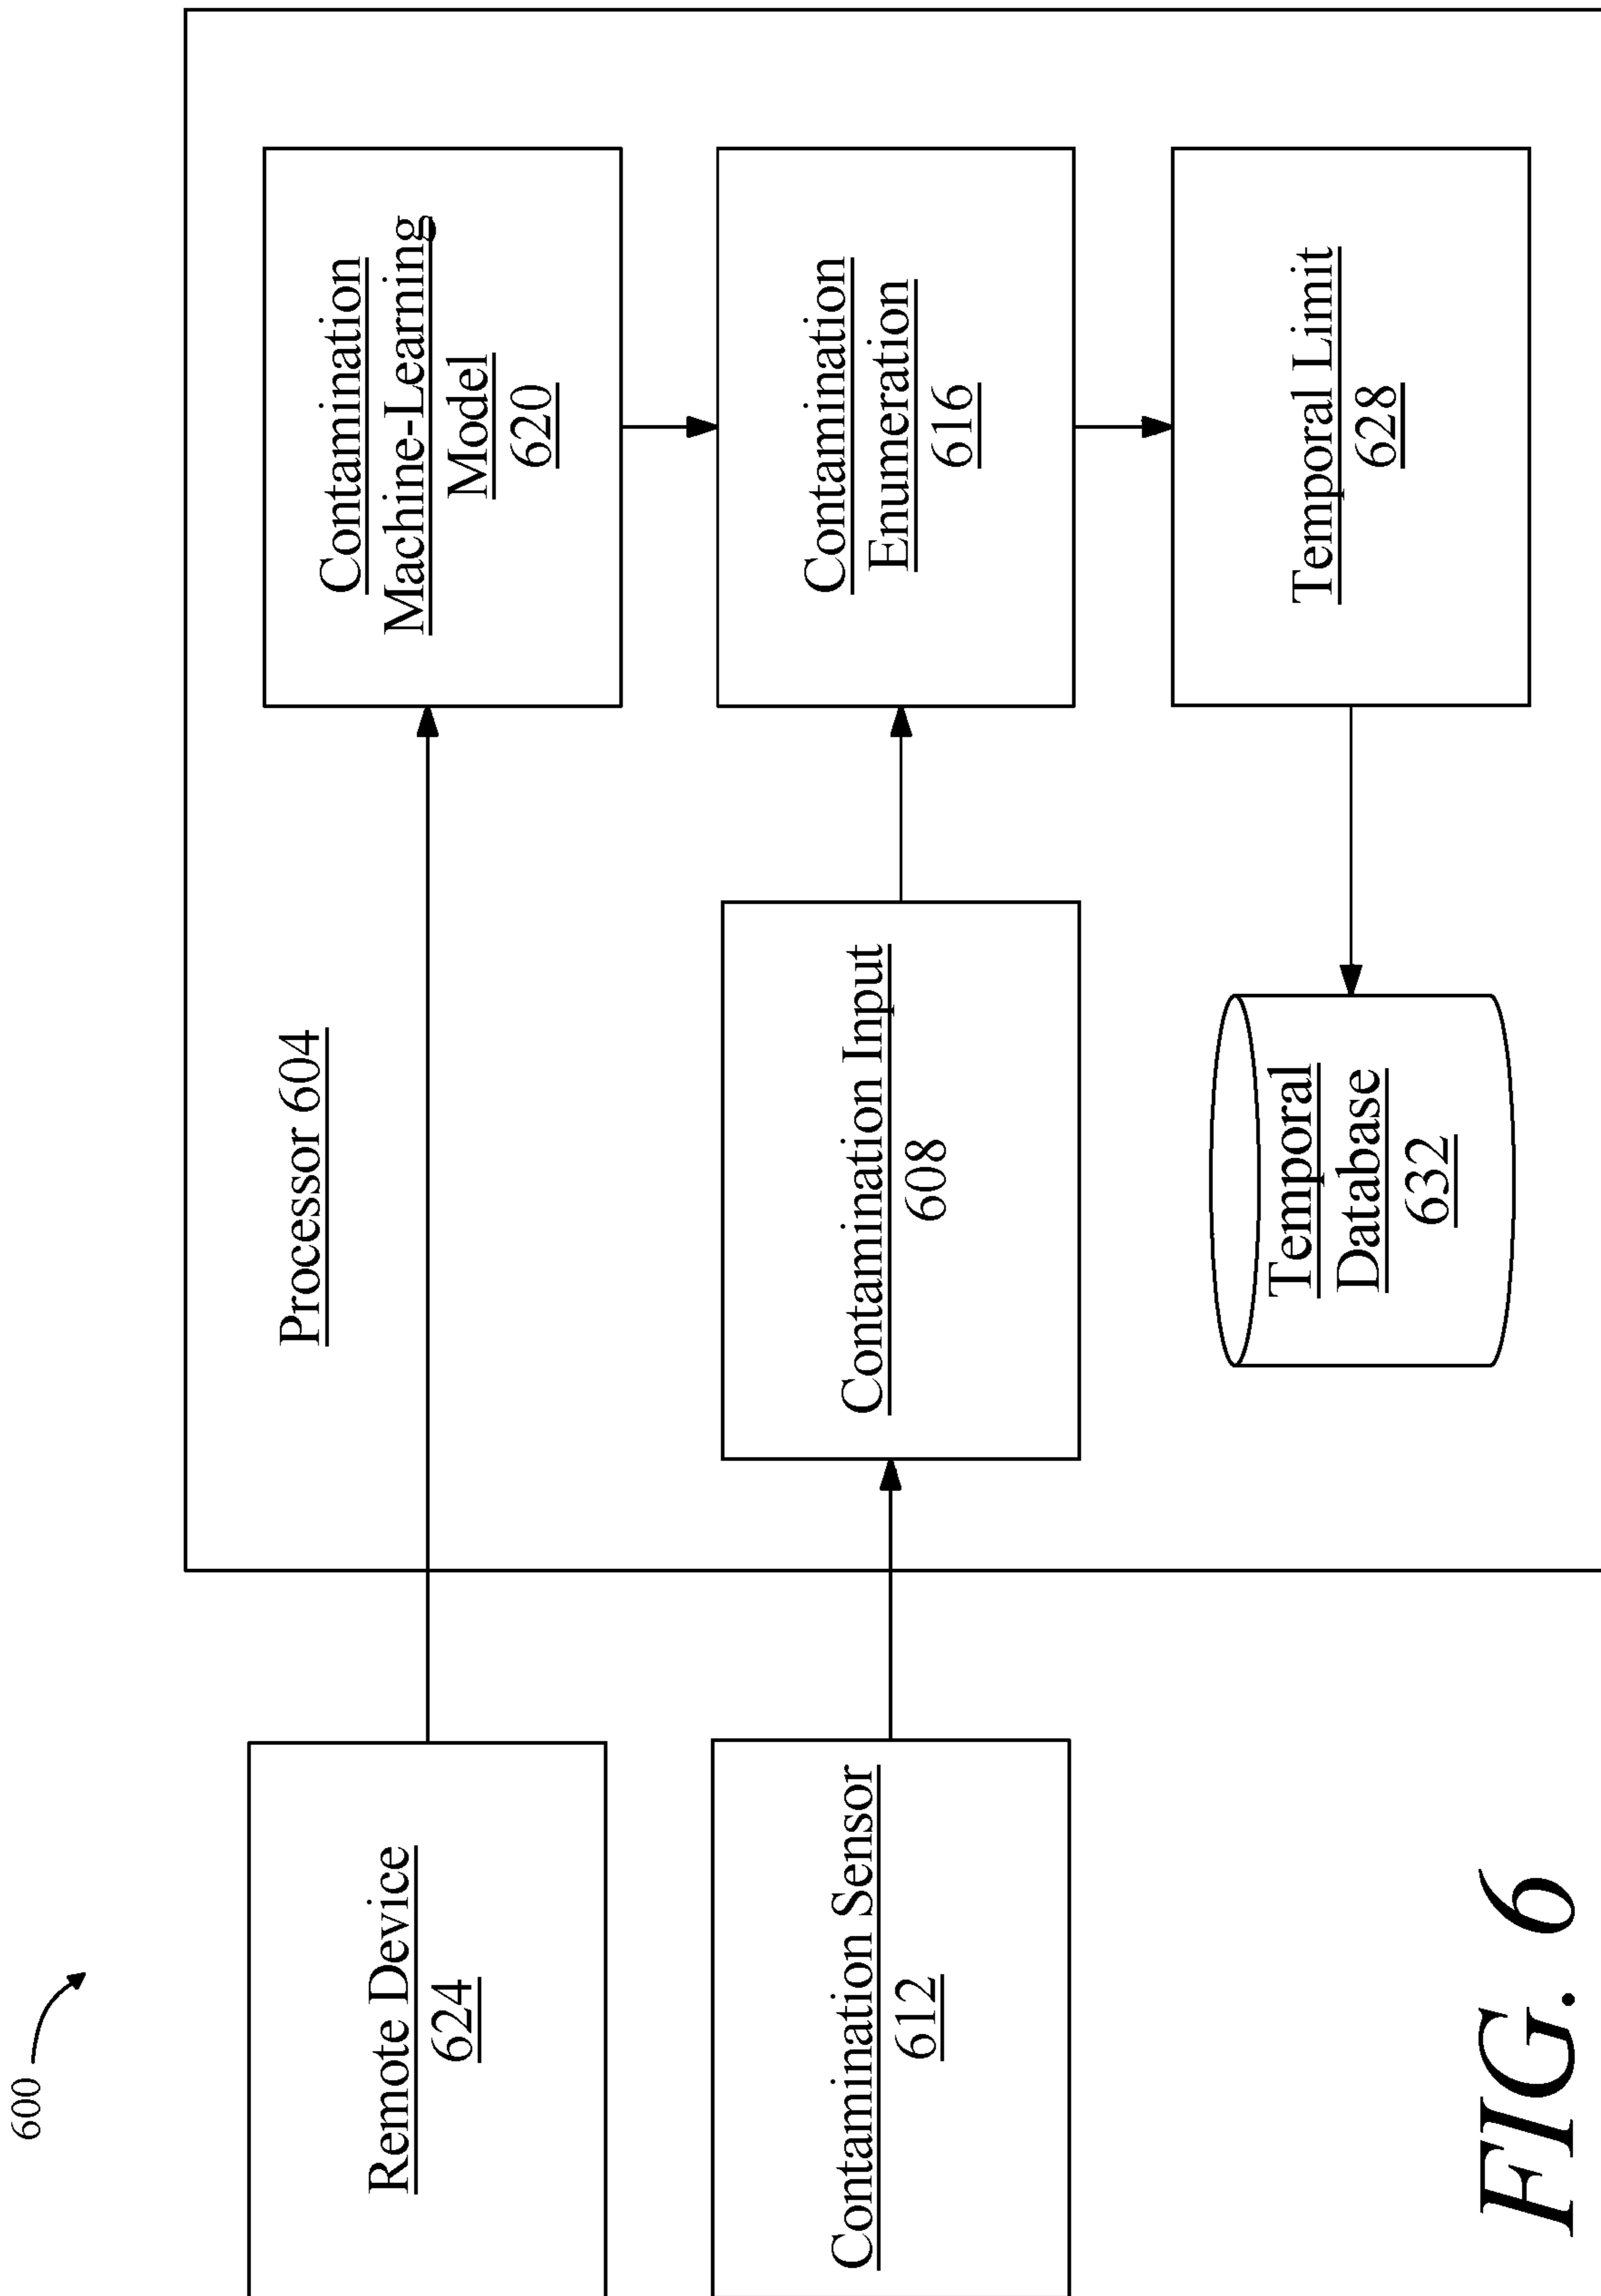 600
Remote Device
624
Processor 604
Contamination
Machine-Learning
Model
620
Contamination Sensor
612
Contamination Input
608
Contamination
Enumeration
616
Temporal
Database
632
Temporal Limit
628
FIG. 6